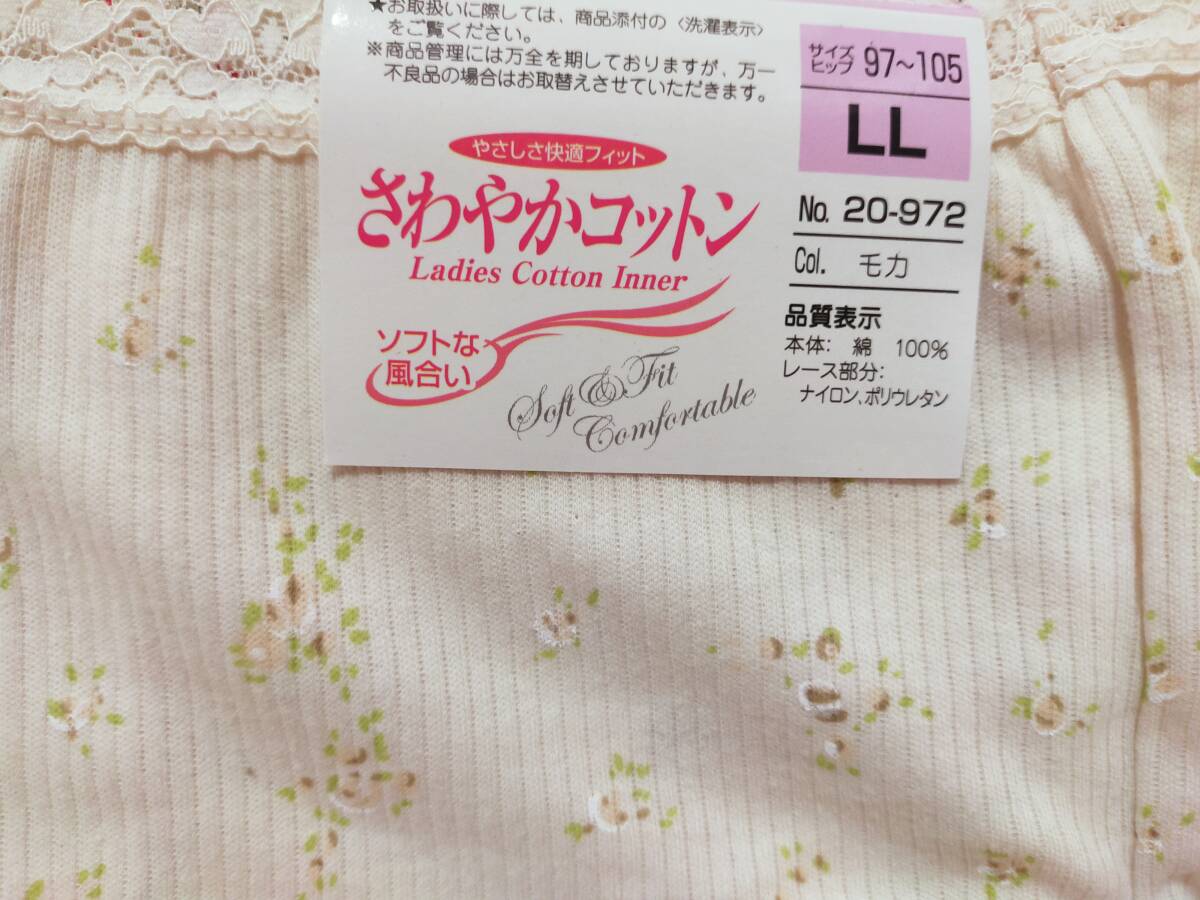 ★お取扱いに際しては、商品添付の〈洗濯表示〉
をご覧ください。
※商品管理には万全を期しておりますが、万一
不良品の場合はお取替えさせていただきます。
サイズ
ヒップ 97〜105
LL
やさしさ快適フィット
さわやかコットン
Ladies Cotton Inner
ソフトな
風合い
Soft & Fit
Comfortable
No. 20-972
Col. モカ
品質表示
本体: 綿 100%
レース部分:
ナイロン、ポリウレタン